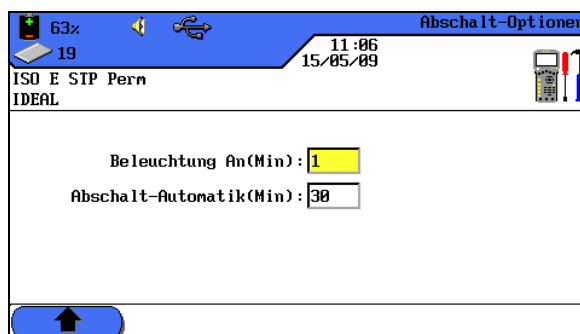 63%
Abschalt-Optionen
19
11:06
15/05/09
ISO E STP Perm
IDEAL
Beleuchtung An(Min): 1
Abschalt-Automatik(Min): 30